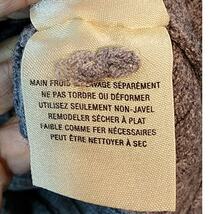 MAIN FROID LAVAGE SÉPARÉMENT
NE PAS TORDRE OU DÉFORMER
UTILISEZ SEULEMENT NON-JAVEL
REMODELER SÉCHER À PLAT
FAIBLE COMME FER NÉCESSAIRES
PEUT ÊTRE NETTOYER À SEC